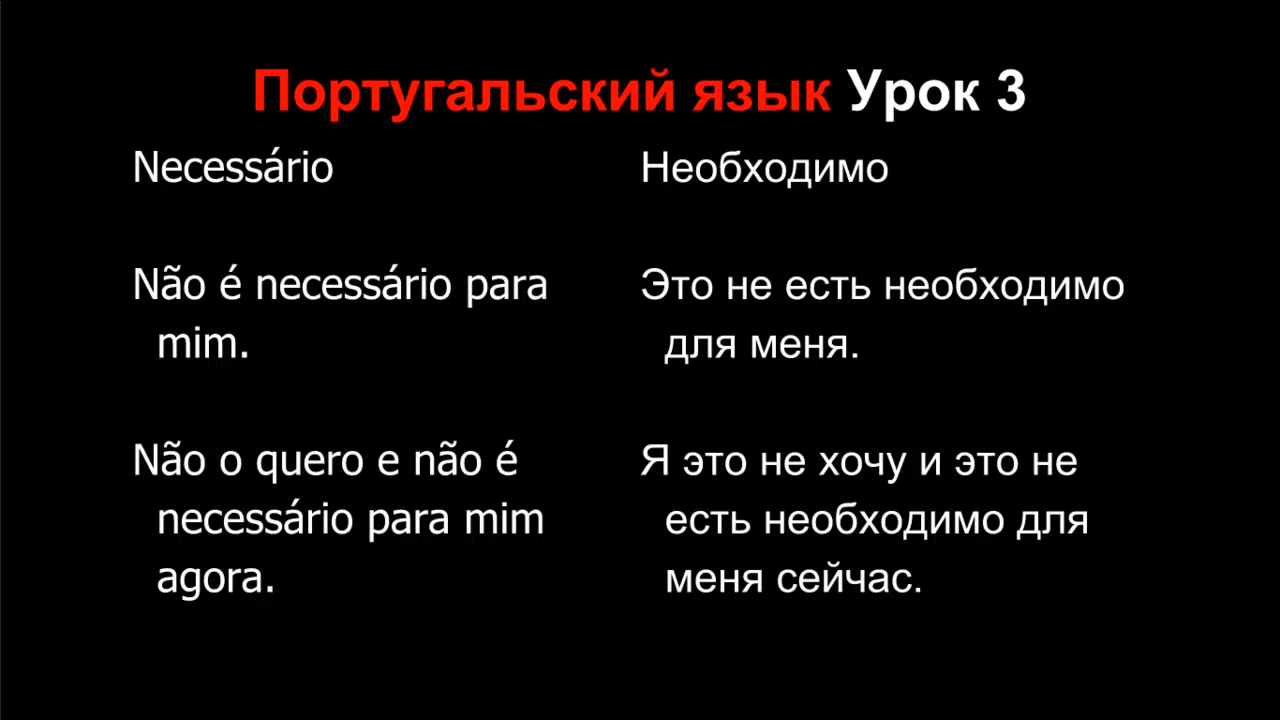 Португальский язык Урок 3
Necessário
Необходимо
Não é necessário para
mim.
Это не есть необходимо
для меня.
Não o quero e não é
necessário para mim
agora.
Я это не хочу и это не
есть необходимо для
меня сейчас.